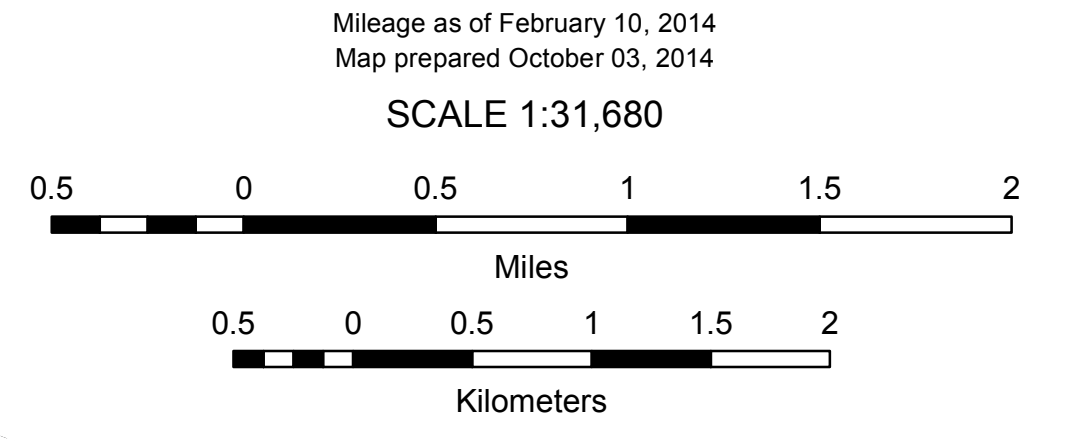 Mileage as of February 10, 2014
Map prepared October 03, 2014
SCALE 1:31,680
0.5 0 0.5 1 1.5 2
Miles
0.5 0 0.5 1 1.5 2
Kilometers